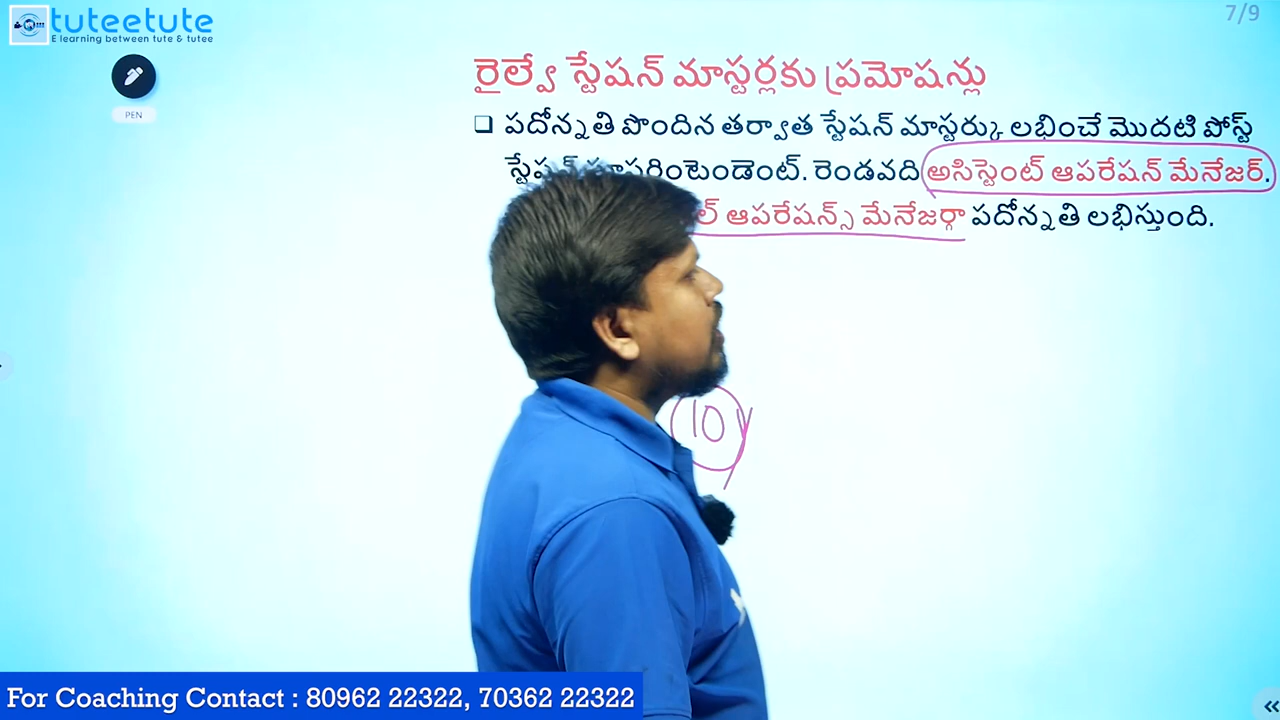 7/9
tuteetute
E learning between tute & tutee
PEN
రైల్వే స్టేషన్ మాస్టర్లకు ప్రమోషన్లు
పదోన్నతి పొందిన తర్వాత స్టేషన్ మాస్టర్కు లభించే మొదటి పోస్ట్
రెండవది అసిస్టెంట్ ఆపరేషన్ మేనేజర్.
ఆపరేషన్స్ మేనేజర్గా పదోన్నతి లభిస్తుంది.
10
For Coaching Contact : 80962 22322, 70362 22322